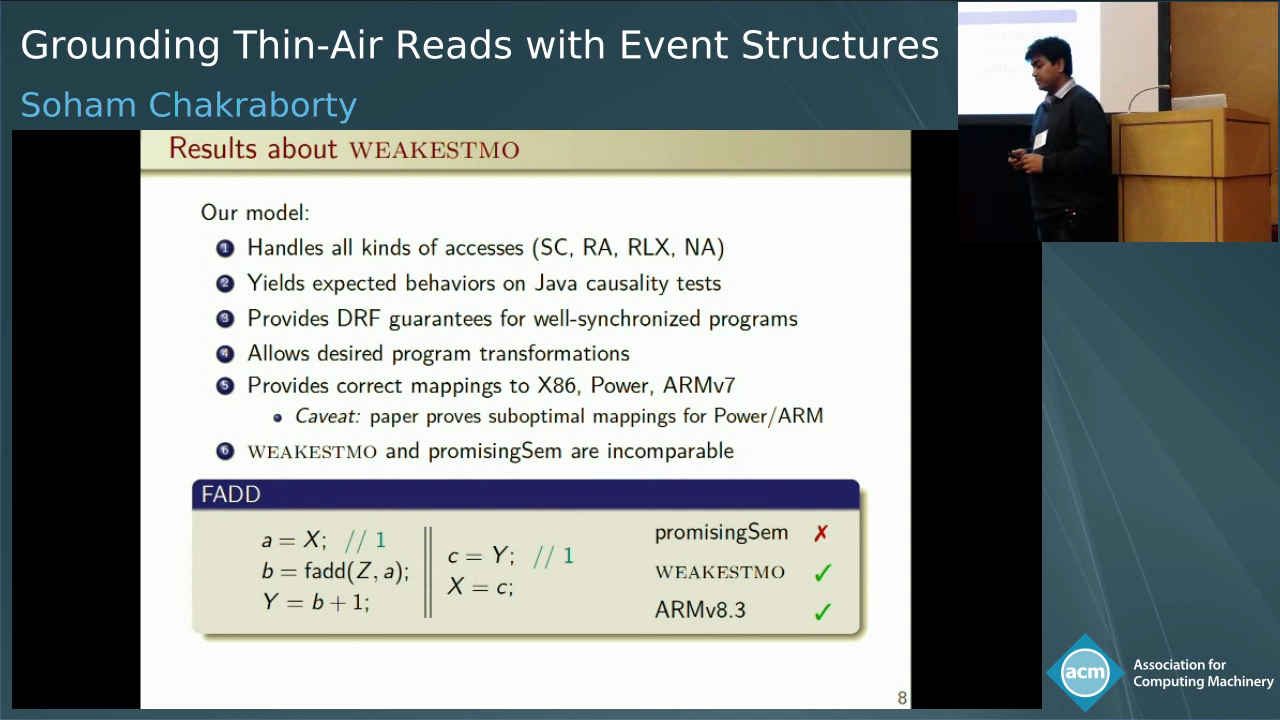 Grounding Thin-Air Reads with Event Structures
Soham Chakraborty
Results about WEAKESTMO
Our model:
1 Handles all kinds of accesses (SC, RA, RLX, NA)
2 Yields expected behaviors on Java causality tests
3 Provides DRF guarantees for well-synchronized programs
4 Allows desired program transformations
5 Provides correct mappings to X86, Power, ARMv7
• Caveat: paper proves suboptimal mappings for Power/ARM
6 WEAKESTMO and promisingSem are incomparable
FADD
a = X; // 1
b = fadd(Z, a);
Y = b + 1;
c = Y; // 1
X = c;
promisingSem ✗
WEAKESTMO ✓
ARMv8.3 ✓
8
acm
Association for
Computing Machinery